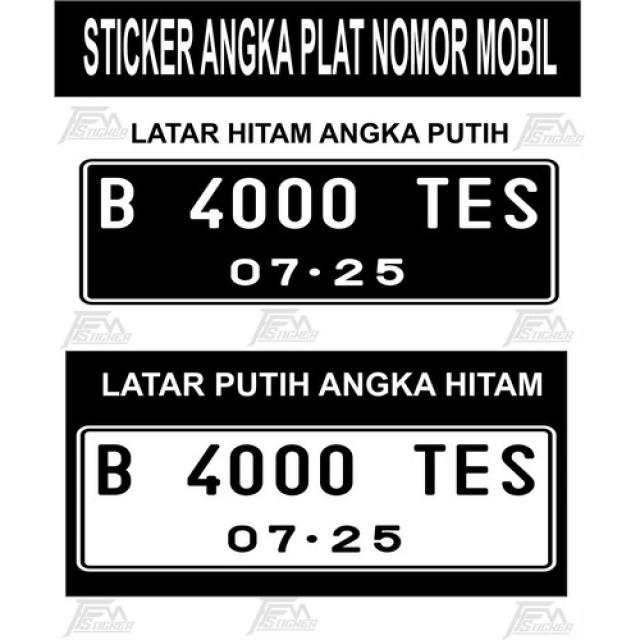 STICKER ANGKA PLAT NOMOR MOBIL
LATAR HITAM ANGKA PUTIH
B 4000 TES
07·25
LATAR PUTIH ANGKA HITAM
B 4000 TES
07·25